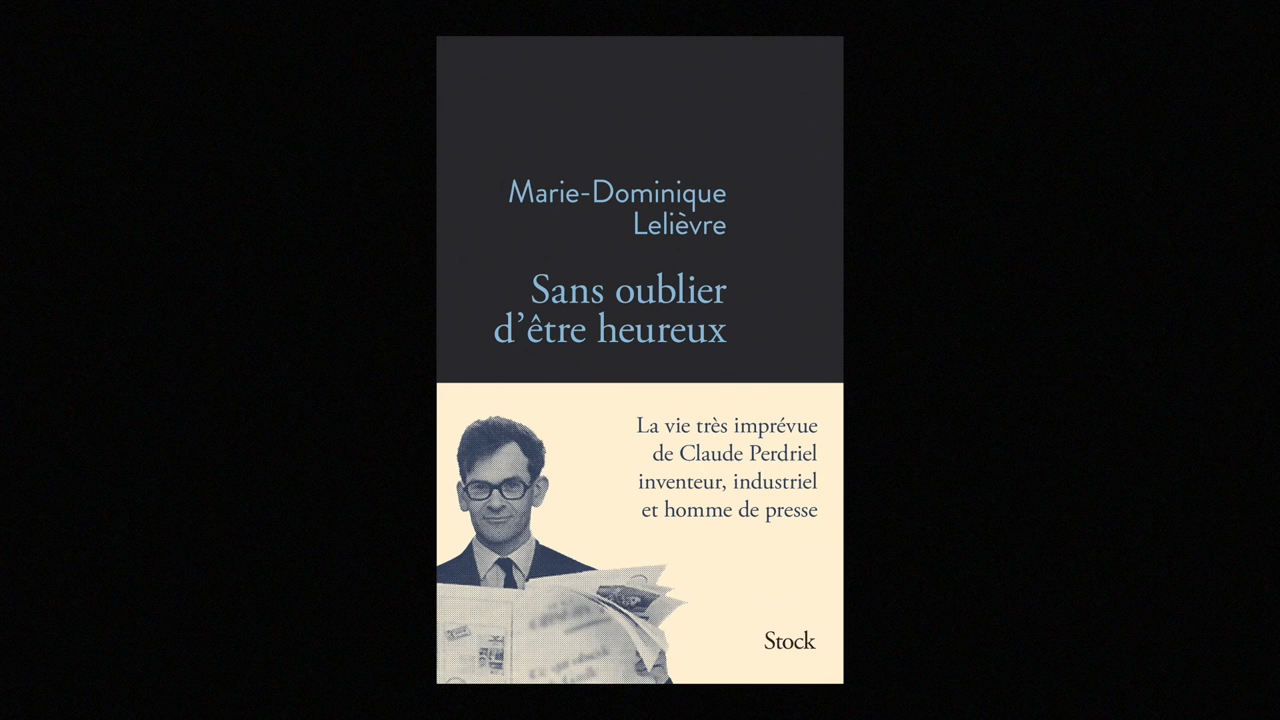 Marie-Dominique
Lelièvre
Sans oublier
d'être heureux
La vie très imprévue
de Claude Perdriel
inventeur, industriel
et homme de presse
Stock